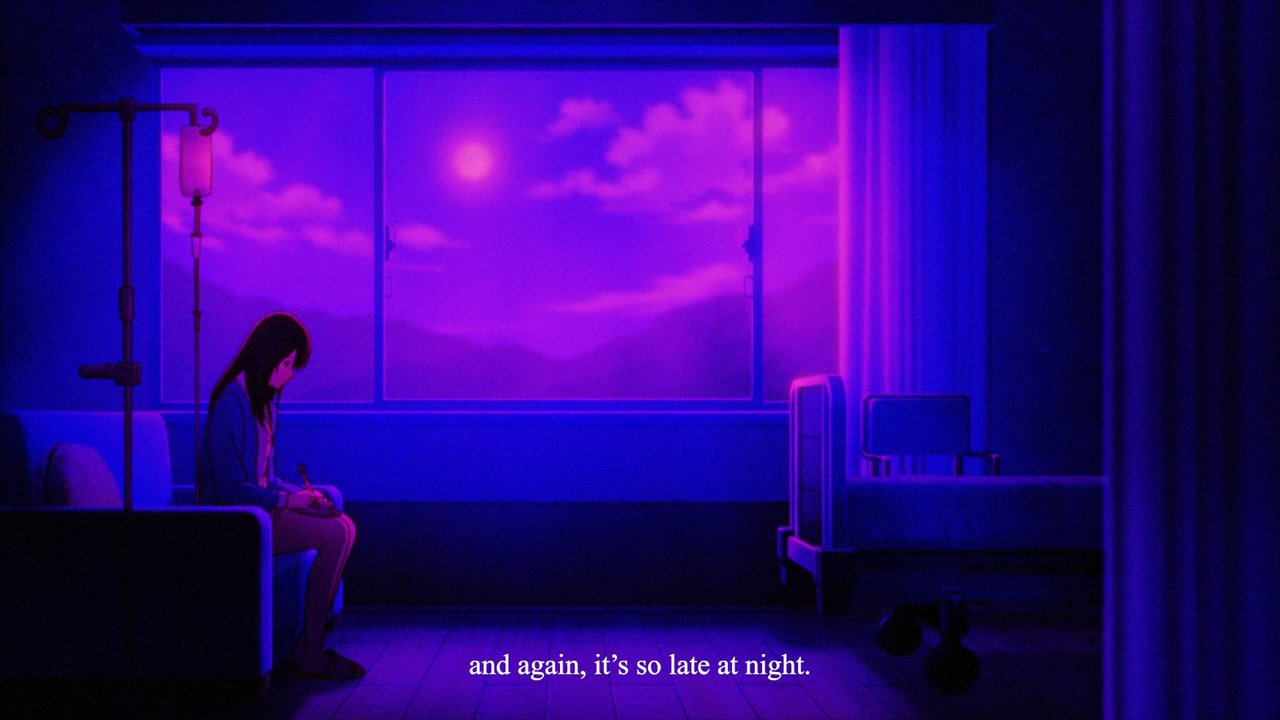 and again, it’s so late at night.